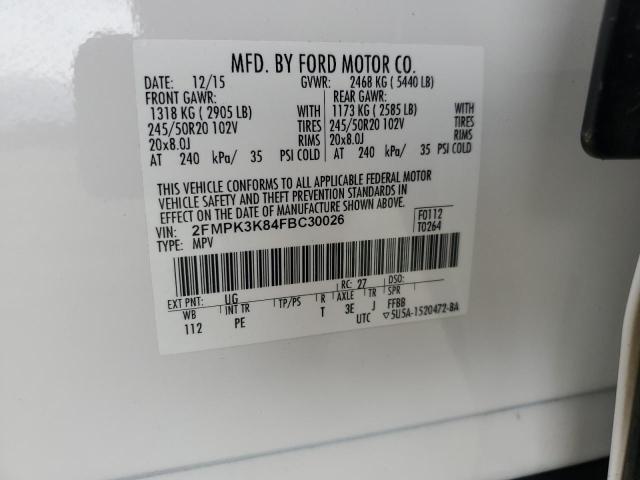 MFD. BY FORD MOTOR CO.
DATE: 12/15 GVWR: 2468 KG ( 5440 LB)
FRONT GAWR: REAR GAWR:
1318 KG ( 2905 LB) WITH 1173 KG ( 2585 LB) WITH
245/50R20 102V TIRES 245/50R20 102V TIRES
20x8.0J RIMS 20x8.0J RIMS
AT 240 kPa/ 35 PSI COLD AT 240 kPa/ 35 PSI COLD
THIS VEHICLE CONFORMS TO ALL APPLICABLE FEDERAL MOTOR
VEHICLE SAFETY AND THEFT PREVENTION STANDARDS IN
EFFECT ON THE DATE OF MANUFACTURE SHOWN ABOVE.
VIN: 2FMPK3K84FBC30026 F0112
TYPE: MPV T0264
EXT PNT: UG RC: 27 DSO:
WB INT TR TP/PS R AXLE TR SPR
112 PE T 3E J FFBB
UTC ▽5U5A-1520472-BA